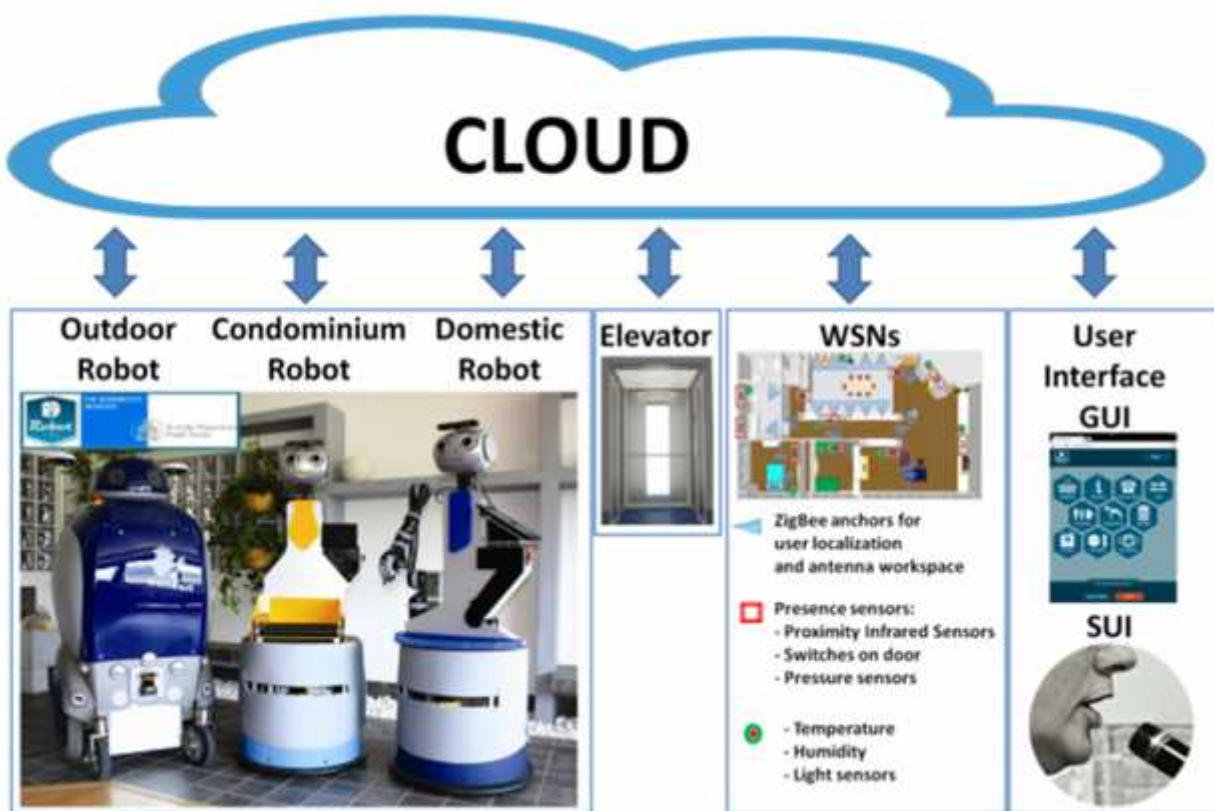 CLOUD
Outdoor
Robot
Condominium
Robot
Domestic
Robot
Elevator
WSNs
User
Interface
GUI
Robot
ZigBee anchors for
user localization
and antenna workspace
Presence sensors:
- Proximity Infrared Sensors
- Switches on door
- Pressure sensors
- Temperature
- Humidity
- Light sensors
SUI